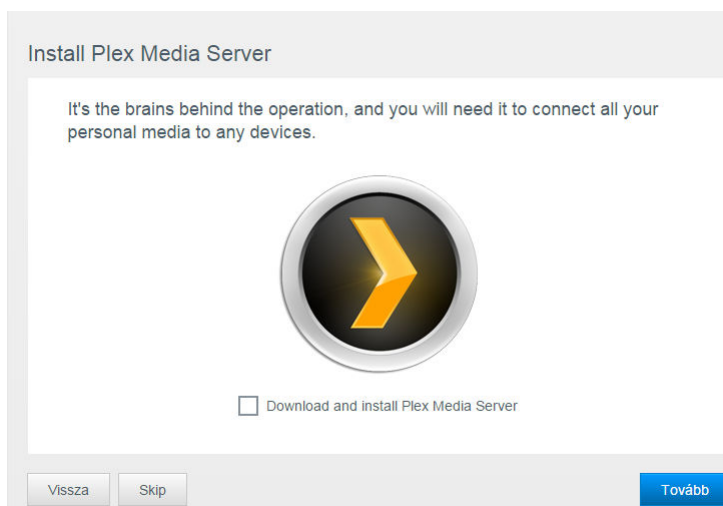 Install Plex Media Server
It's the brains behind the operation, and you will need it to connect all your
personal media to any devices.
Download and install Plex Media Server
Vissza
Skip
Tovább